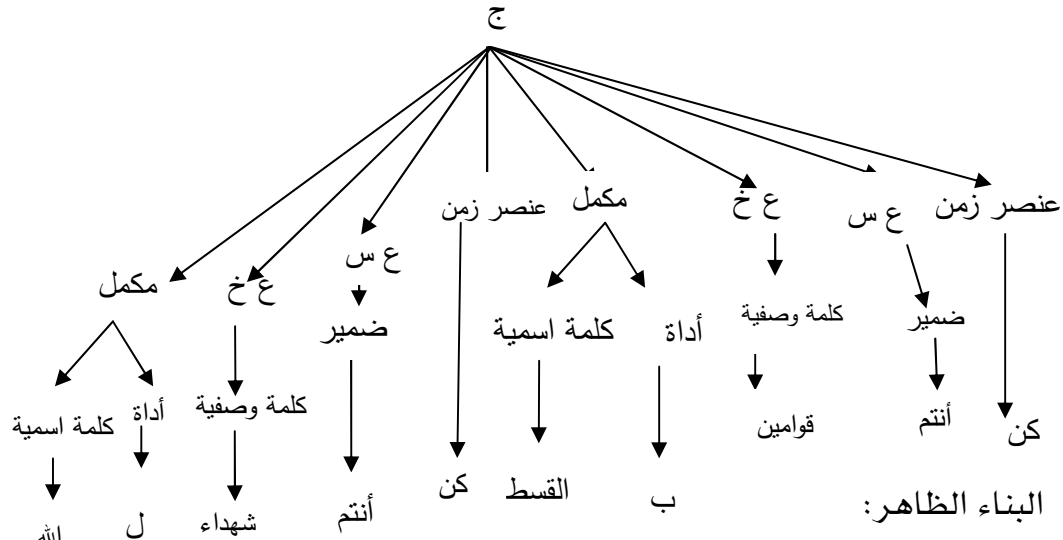 ج
عنصر زمن ع س ع خ مكمل عنصر زمن ع س ع خ مكمل
ضمير كلمة وصفية أداة كلمة اسمية ضمير كلمة وصفية أداة كلمة اسمية
كن أنتم قوامين ب القسط كن أنتم شهداء ل الله
البناء الظاهر: